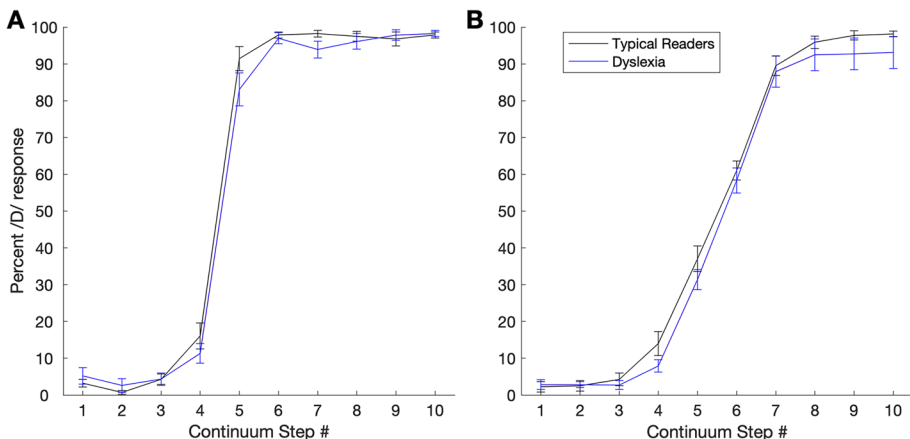 A
B
100
90
80
70
60
50
40
30
20
10
0
Percent /D/ response
1 2 3 4 5 6 7 8 9 10
Continuum Step #
100
90
80
70
60
50
40
30
20
10
0
Typical Readers
Dyslexia
1 2 3 4 5 6 7 8 9 10
Continuum Step #